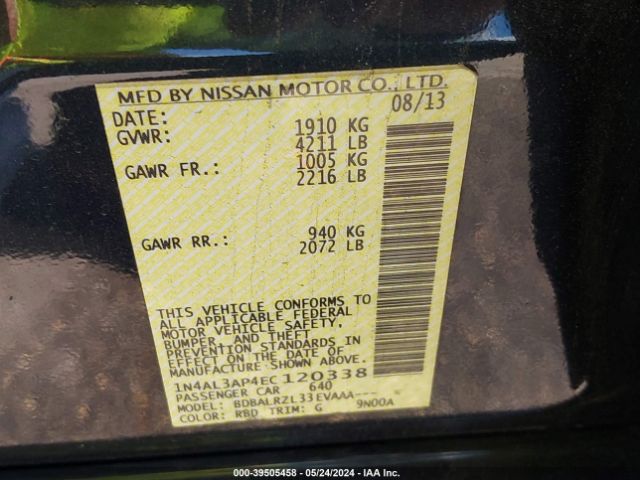 MFD BY NISSAN MOTOR CO., LTD.
DATE: 08/13
GVWR: 1910 KG
4211 LB
GAWR FR.: 1005 KG
2216 LB
GAWR RR.: 940 KG
2072 LB
THIS VEHICLE CONFORMS TO
ALL APPLICABLE FEDERAL
MOTOR VEHICLE SAFETY,
BUMPER, AND THEFT
PREVENTION STANDARDS IN
EFFECT ON THE DATE OF
MANUFACTURE SHOWN ABOVE.
1N4AL3AP4EC120338
PASSENGER CAR 640
MODEL: BDBALRZL33EVAAA---
COLOR: RBD TRIM: G 9N00A
000-39505458 - 05/24/2024 - IAA Inc.